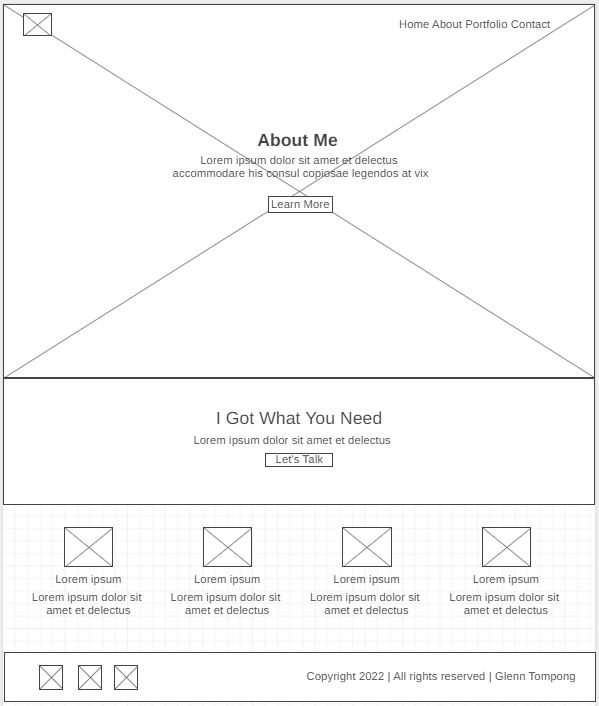 Home About Portfolio Contact
About Me
Lorem ipsum dolor sit amet et delectus
accommodare his consul copiosae legendos at vix
Learn More
I Got What You Need
Lorem ipsum dolor sit amet et delectus
Let's Talk
Lorem ipsum
Lorem ipsum dolor sit
amet et delectus
Lorem ipsum
Lorem ipsum dolor sit
amet et delectus
Lorem ipsum
Lorem ipsum dolor sit
amet et delectus
Lorem ipsum
Lorem ipsum dolor sit
amet et delectus
Copyright 2022 | All rights reserved | Glenn Tompong